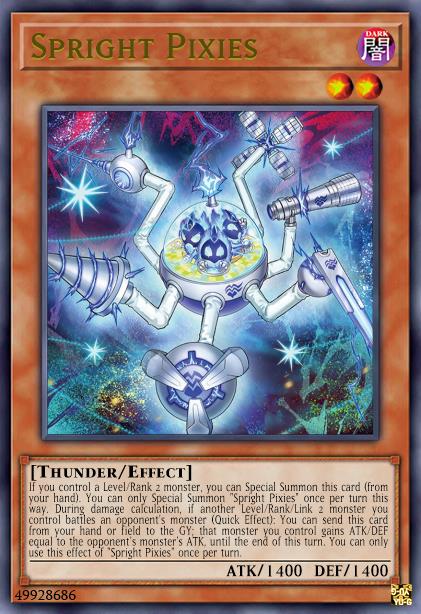 SPRIGHT PIXIES
DARK
闇
[THUNDER/EFFECT]
If you control a Level/Rank 2 monster, you can Special Summon this card (from
your hand). You can only Special Summon "Spright Pixies" once per turn this
way. During damage calculation, if another Level/Rank/Link 2 monster you
control battles an opponent's monster (Quick Effect): You can send this card
from your hand or field to the GY; that monster you control gains ATK/DEF
equal to the opponent's monster's ATK, until the end of this turn. You can only
use this effect of "Spright Pixies" once per turn.
ATK/1400 DEF/1400
49928686